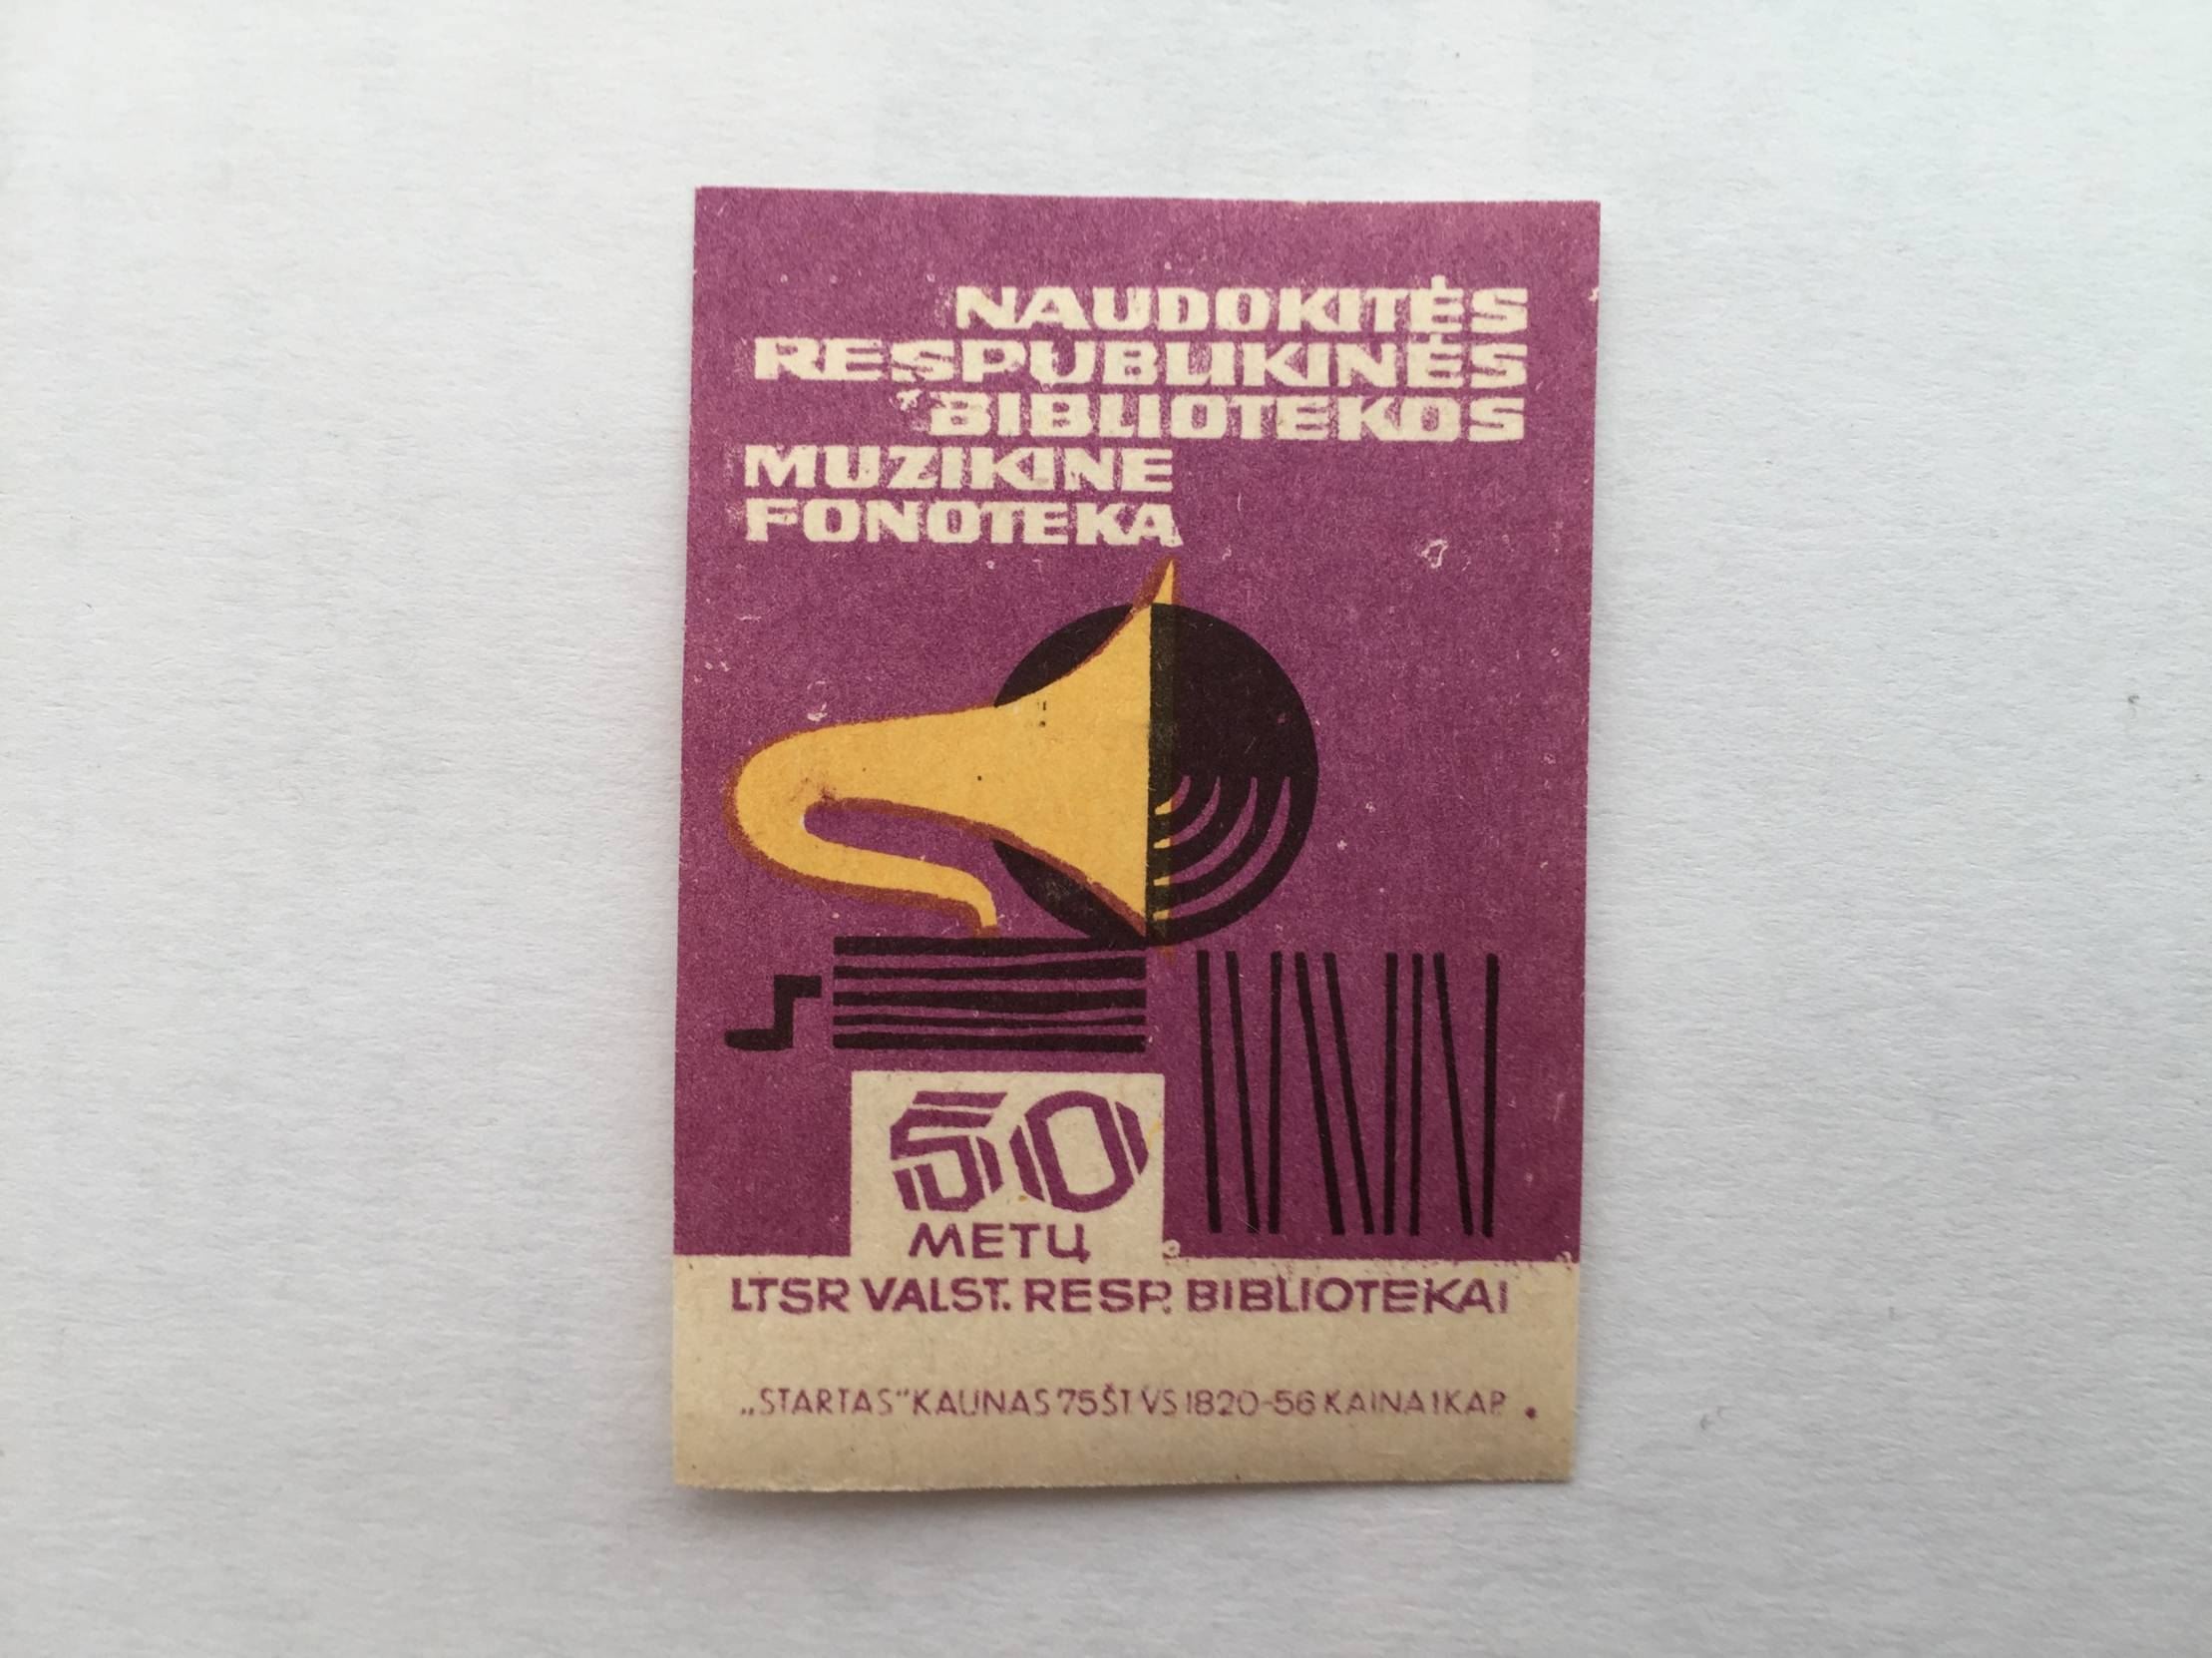 NAUDOKITĖS
RESPUBLIKINĖS
BIBLIOTEKOS
MUZIKINE
FONOTEKA
50
METŲ
LTSR VALST. RESP. BIBLIOTEKAI
„STARTAS“ KAUNAS 75 ŠT VS 1820-56 KAINA 1 KAP.